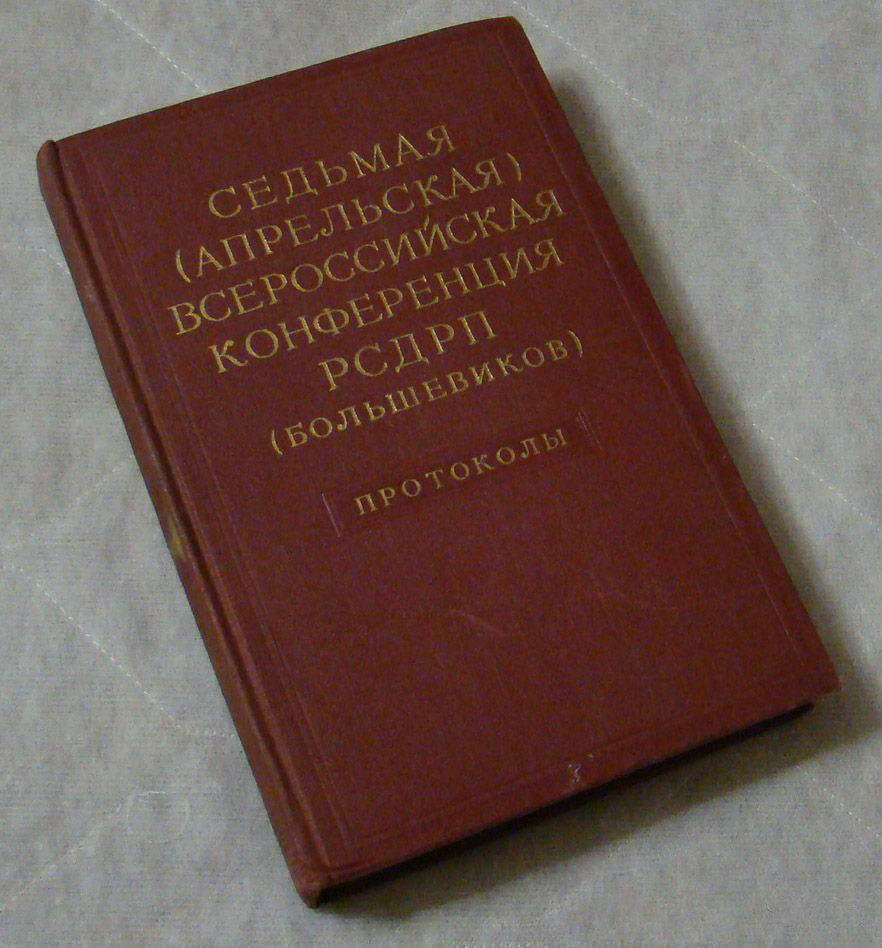 СЕДЬМАЯ
(АПРЕЛЬСКАЯ)
ВСЕРОССИЙСКАЯ
КОНФЕРЕНЦИЯ
РСДРП
(БОЛЬШЕВИКОВ)
ПРОТОКОЛЫ